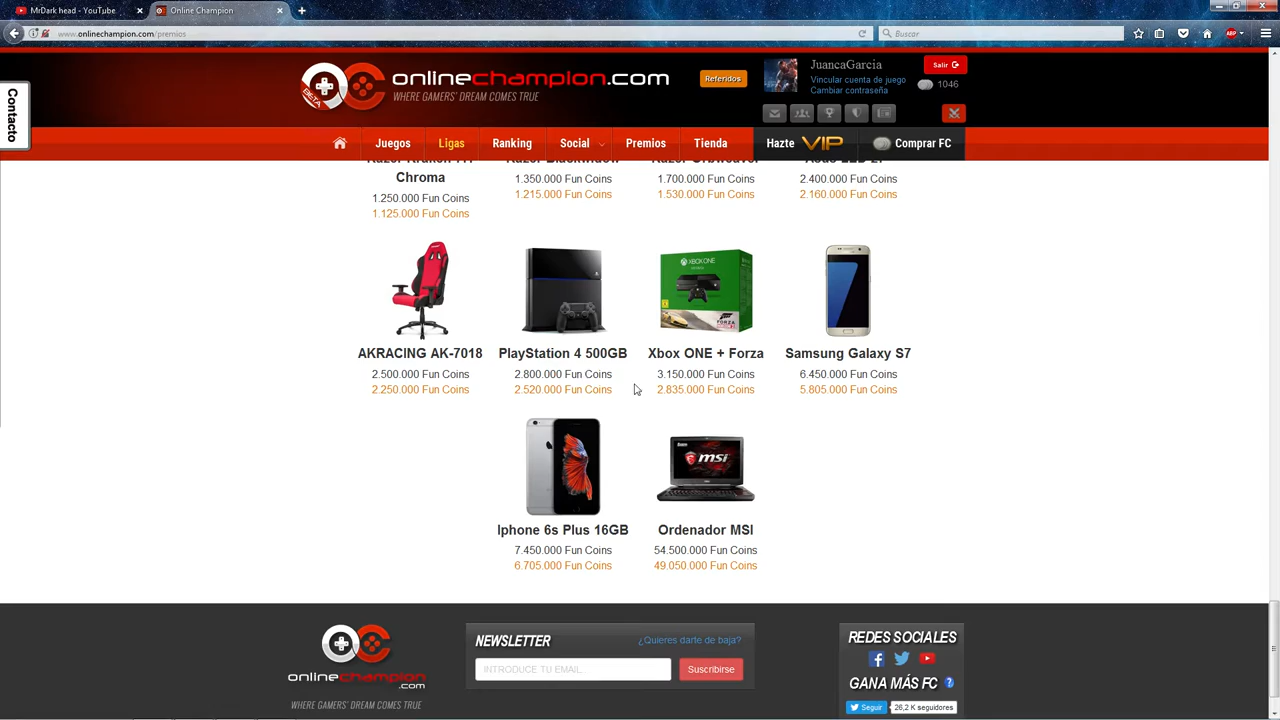 MrDark head - YouTube
Online Champion
www.onlinechampion.com/premios
Buscar
ABP
Contacto
BETA
onlinechampion.com
WHERE GAMERS' DREAM COMES TRUE
Referidos
JuancaGarcia
Vincular cuenta de juego
Cambiar contraseña
Salir
1046
Juegos
Ligas
Ranking
Social
Premios
Tienda
Hazte VIP
Comprar FC
Chroma
1.250.000 Fun Coins
1.125.000 Fun Coins
1.350.000 Fun Coins
1.215.000 Fun Coins
1.700.000 Fun Coins
1.530.000 Fun Coins
2.400.000 Fun Coins
2.160.000 Fun Coins
AKRACING AK-7018
2.500.000 Fun Coins
2.250.000 Fun Coins
PlayStation 4 500GB
2.800.000 Fun Coins
2.520.000 Fun Coins
XBOX ONE
FORZA
Xbox ONE + Forza
3.150.000 Fun Coins
2.835.000 Fun Coins
Samsung Galaxy S7
6.450.000 Fun Coins
5.805.000 Fun Coins
Iphone 6s Plus 16GB
7.450.000 Fun Coins
6.705.000 Fun Coins
msi
Ordenador MSI
54.500.000 Fun Coins
49.050.000 Fun Coins
onlinechampion
.com
WHERE GAMERS' DREAM COMES TRUE
NEWSLETTER
¿Quieres darte de baja?
INTRODUCE TU EMAIL...
Suscribirse
REDES SOCIALES
GANA MÁS FC ?
Seguir
26,2 K seguidores